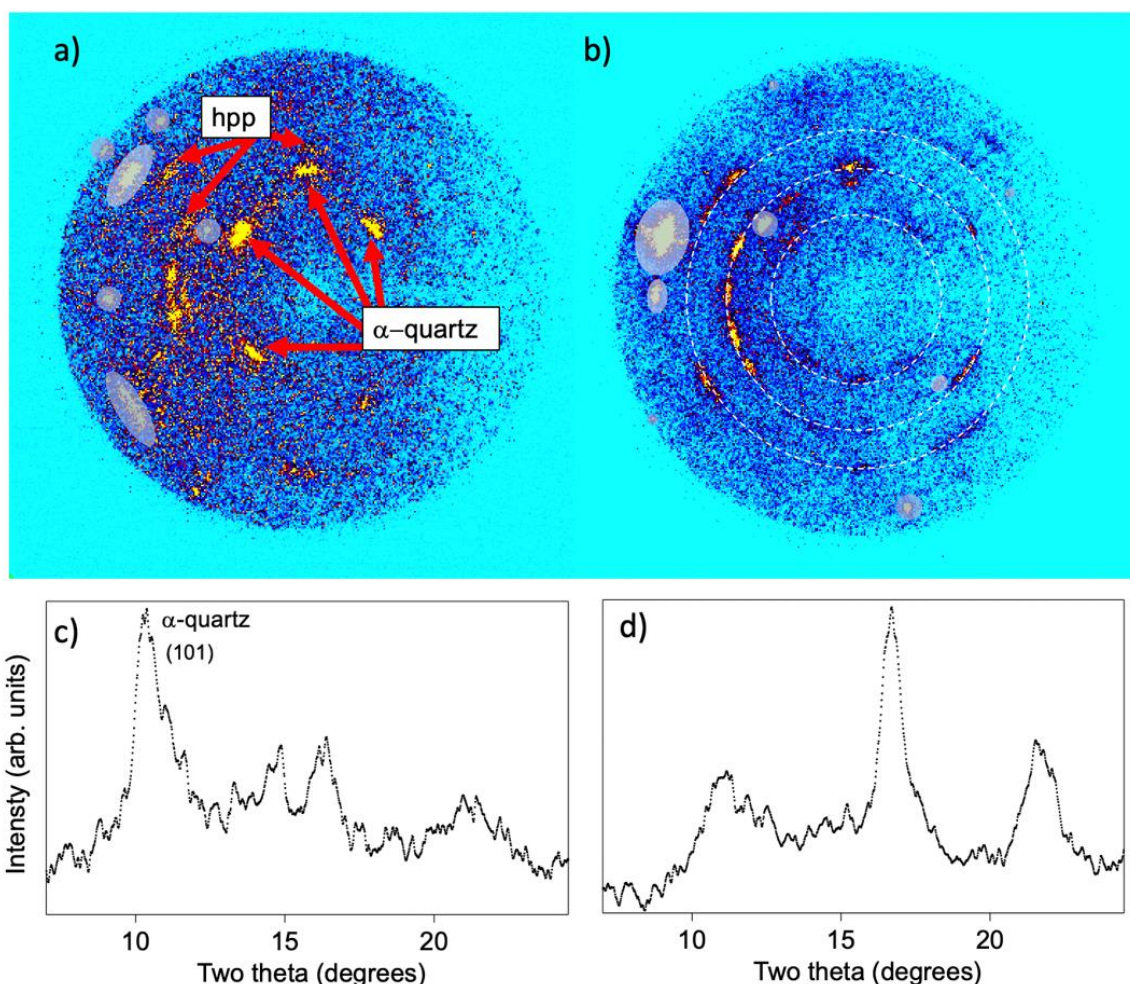 a)
b)
hpp
α−quartz
c)
α-quartz
(101)
d)
Intensty (arb. units)
10
15
20
Two theta (degrees)
10
15
20
Two theta (degrees)